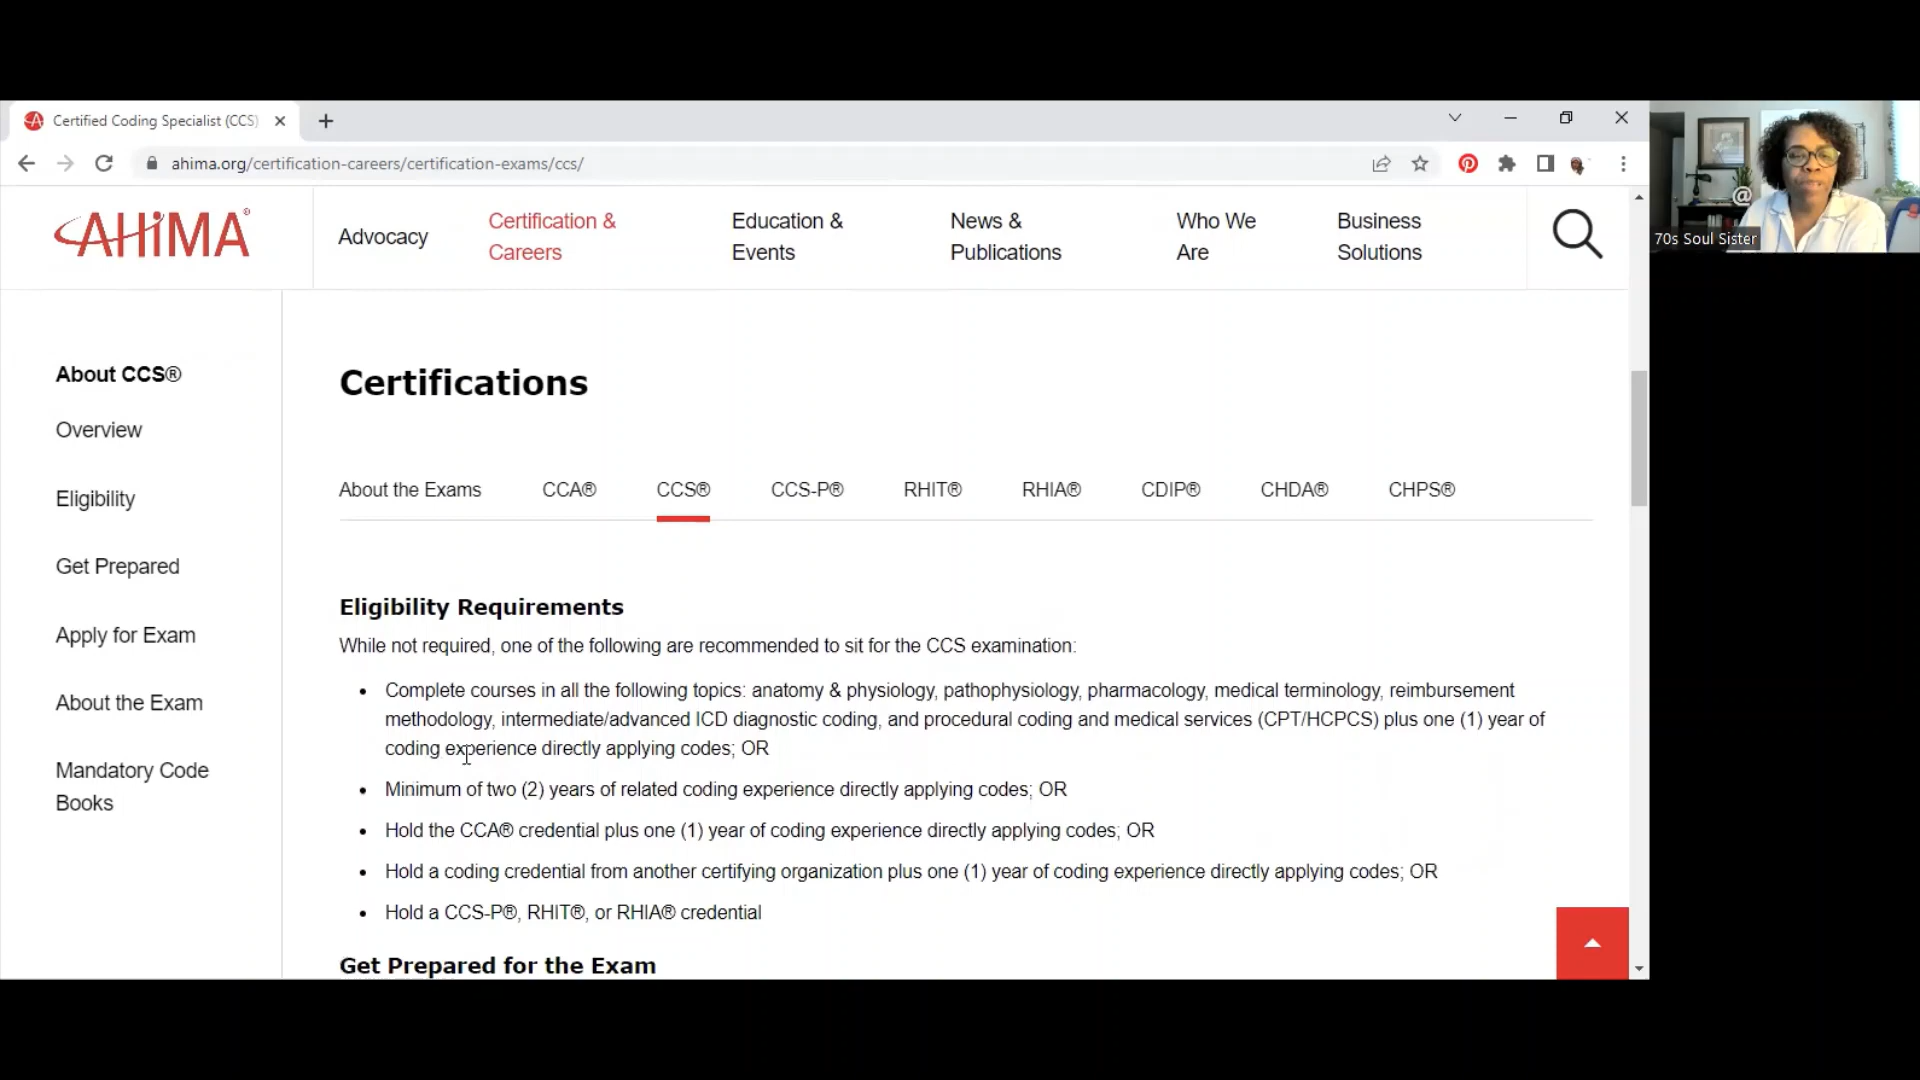 Certified Coding Specialist (CCS)
ahima.org/certification-careers/certification-exams/ccs/
AHiMA®
Advocacy
Certification &
Careers
Education &
Events
News &
Publications
Who We
Are
Business
Solutions
@
70s Soul Sister
About CCS®
Overview
Eligibility
Get Prepared
Apply for Exam
About the Exam
Mandatory Code
Books
Certifications
About the Exams CCA® CCS® CCS-P® RHIT® RHIA® CDIP® CHDA® CHPS®
Eligibility Requirements
While not required, one of the following are recommended to sit for the CCS examination:
• Complete courses in all the following topics: anatomy & physiology, pathophysiology, pharmacology, medical terminology, reimbursement
methodology, intermediate/advanced ICD diagnostic coding, and procedural coding and medical services (CPT/HCPCS) plus one (1) year of
coding experience directly applying codes; OR
• Minimum of two (2) years of related coding experience directly applying codes; OR
• Hold the CCA® credential plus one (1) year of coding experience directly applying codes; OR
• Hold a coding credential from another certifying organization plus one (1) year of coding experience directly applying codes; OR
• Hold a CCS-P®, RHIT®, or RHIA® credential
Get Prepared for the Exam